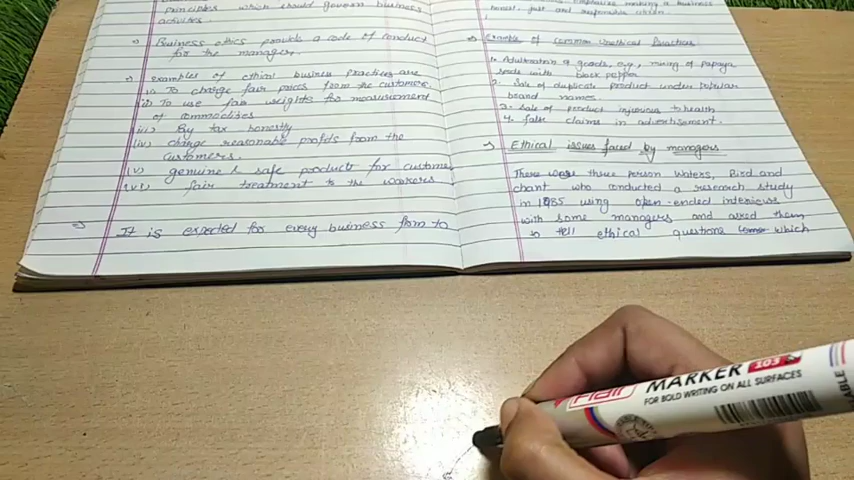 principles which should govern business
activites.
Business ethics provide a code of conduct
for the manager.
examples of ethical business practices are
i) To charge fair prices from the customers.
(ii) To use fair weights for measurement
of commodities
iii) Pay tax honestly
(iv) charge reasonable profits from the
customers.
(v) genuine & safe products for custome
(vi) fair treatment to the workers
It is expected for every business from to
making a business
honest, just and responsible citizen.
Example of common unethical Practices
1. Adulteration of goods, e.g., mixing of papaya
seeds with black pepper
2. Sale of duplicate product under popular
brand names
3. Sale of product injurious to health
4. false claims in advertisement.
Ethical issues faced by managers
There were three person Waters, Bird and
chant who conducted a research study
in 1985 using open-ended interviews
with some managers and asked them
to tell ethical questions which
Flair
MARKER 103
FOR BOLD WRITING ON ALL SURFACES
ABLE